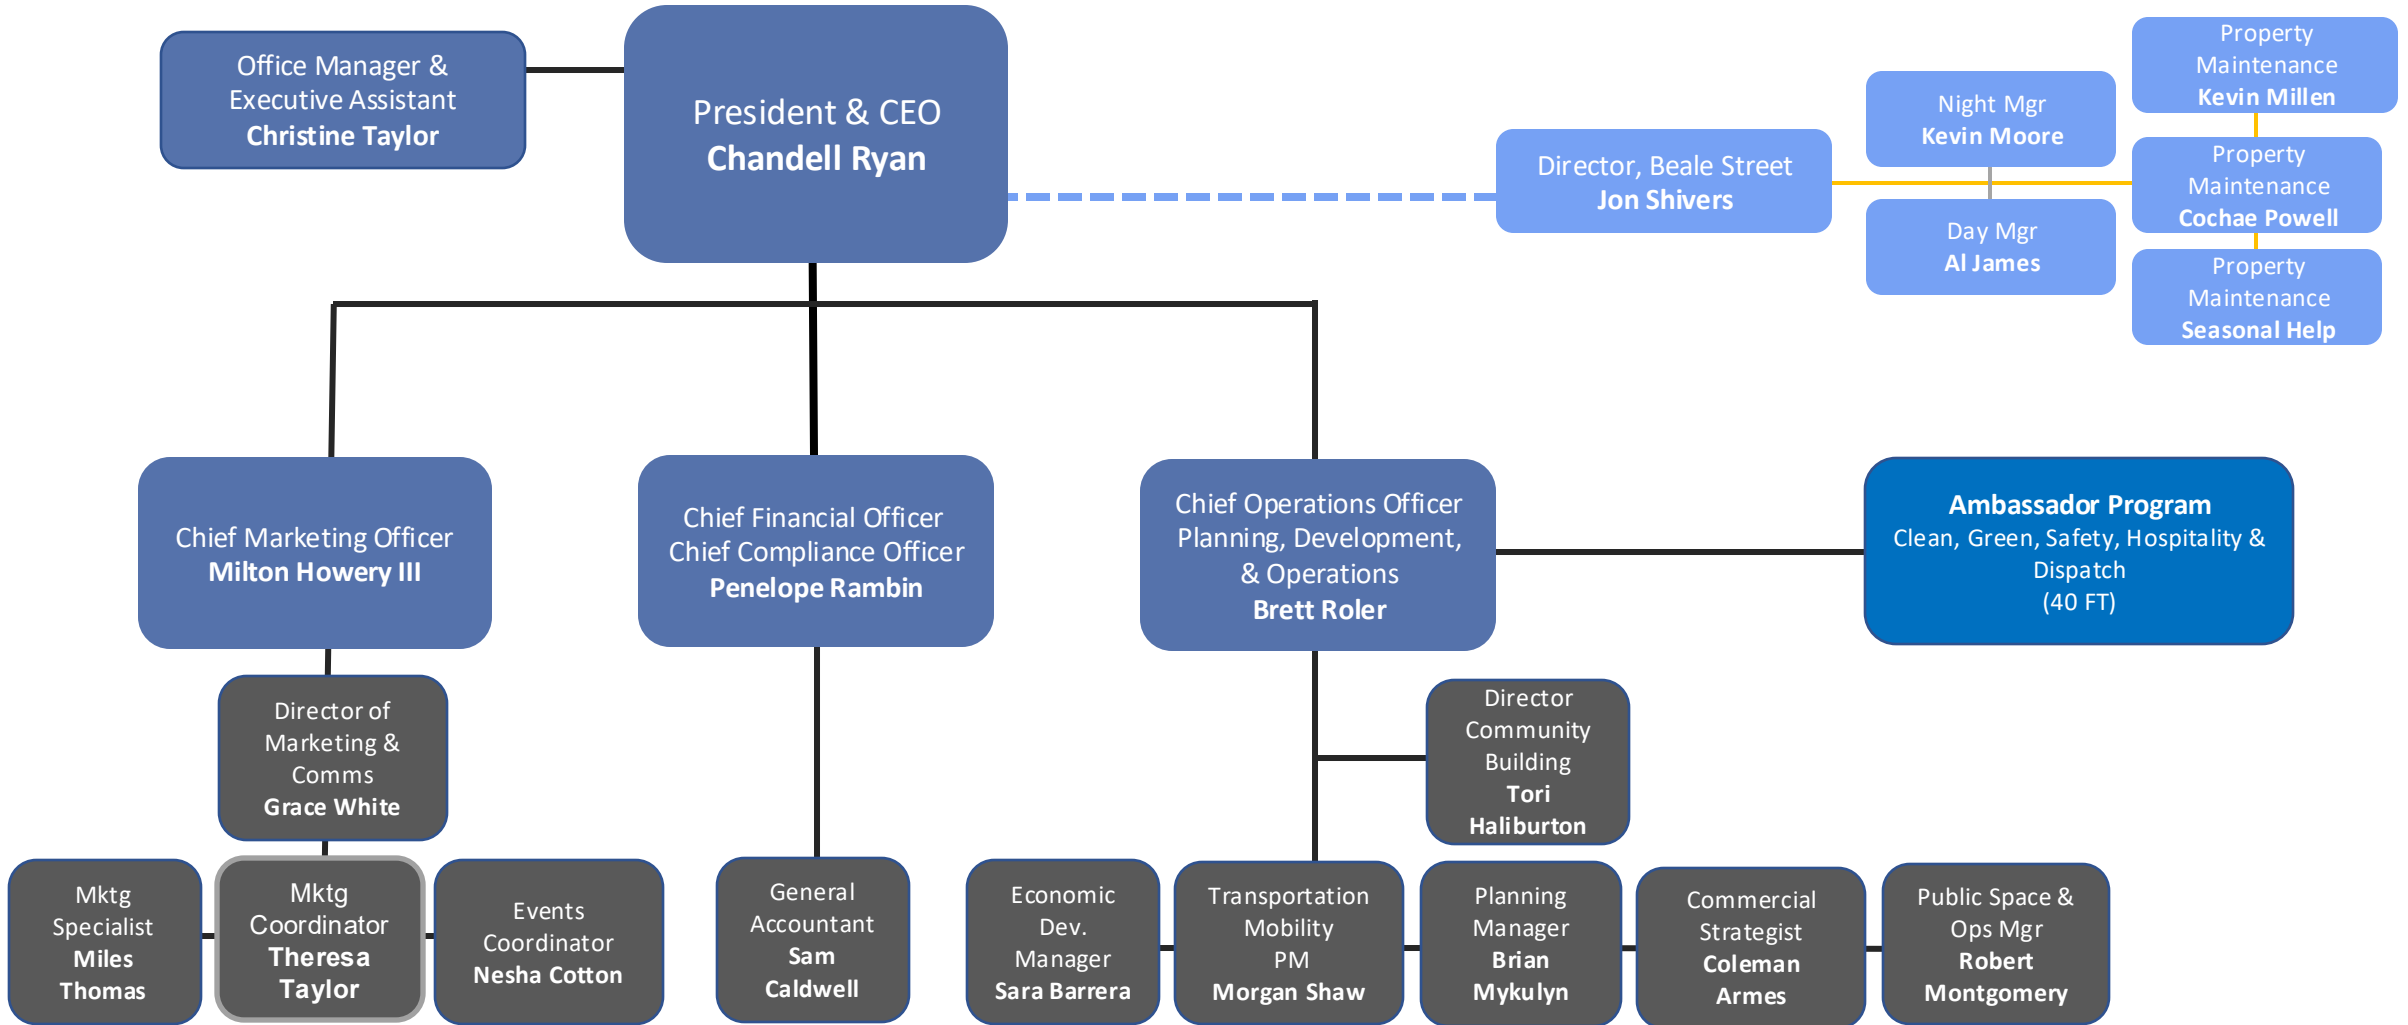 Office Manager &
Executive Assistant
Christine Taylor
President & CEO
Chandell Ryan
Director, Beale Street
Jon Shivers
Night Mgr
Kevin Moore
Day Mgr
Al James
Property
Maintenance
Kevin Millen
Property
Maintenance
Cochae Powell
Property
Maintenance
Seasonal Help
Chief Marketing Officer
Milton Howery III
Chief Financial Officer
Chief Compliance Officer
Penelope Rambin
Chief Operations Officer
Planning, Development,
& Operations
Brett Roler
Ambassador Program
Clean, Green, Safety, Hospitality &
Dispatch
(40 FT)
Director of
Marketing &
Comms
Grace White
Director
Community
Building
Tori
Haliburton
Mktg
Specialist
Miles
Thomas
Mktg
Coordinator
Theresa
Taylor
Events
Coordinator
Nesha Cotton
General
Accountant
Sam
Caldwell
Economic
Dev.
Manager
Sara Barrera
Transportation
Mobility
PM
Morgan Shaw
Planning
Manager
Brian
Mykulyn
Commercial
Strategist
Coleman
Armes
Public Space &
Ops Mgr
Robert
Montgomery